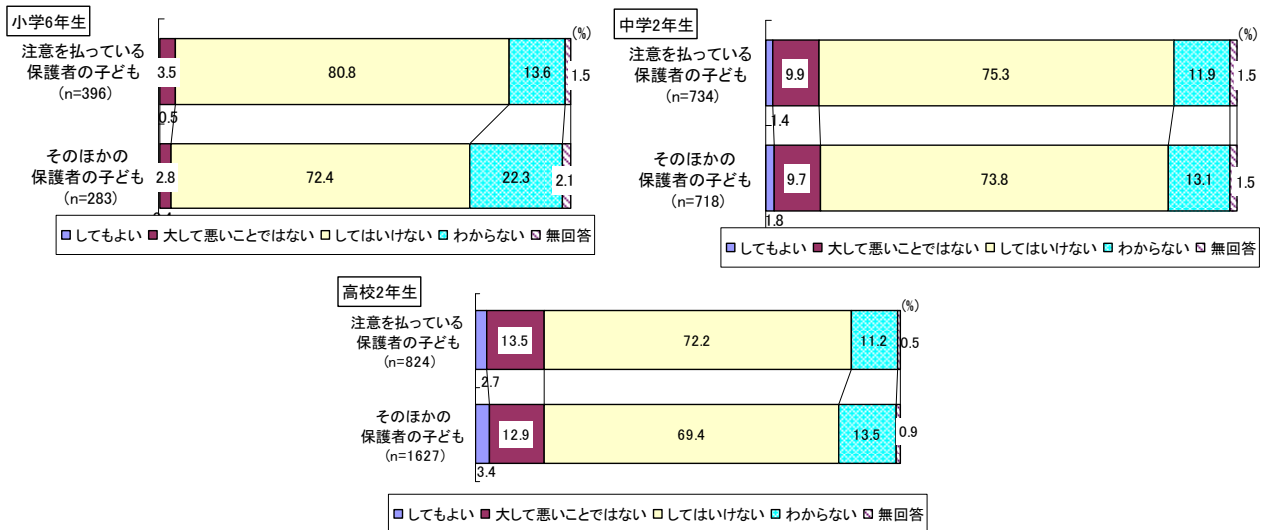 小学6年生
(%)
注意を払っている
保護者の子ども
(n=396)
3.5 80.8 13.6 1.5
0.5
そのほかの
保護者の子ども
(n=283)
2.8 72.4 22.3 2.1
してもよい 大して悪いことではない してはいけない わからない 無回答
中学2年生
(%)
注意を払っている
保護者の子ども
(n=734)
9.9 75.3 11.9 1.5
1.4
そのほかの
保護者の子ども
(n=718)
9.7 73.8 13.1 1.5
1.8
してもよい 大して悪いことではない してはいけない わからない 無回答
高校2年生
(%)
注意を払っている
保護者の子ども
(n=824)
13.5 72.2 11.2 0.5
2.7
そのほかの
保護者の子ども
(n=1627)
12.9 69.4 13.5 0.9
3.4
してもよい 大して悪いことではない してはいけない わからない 無回答